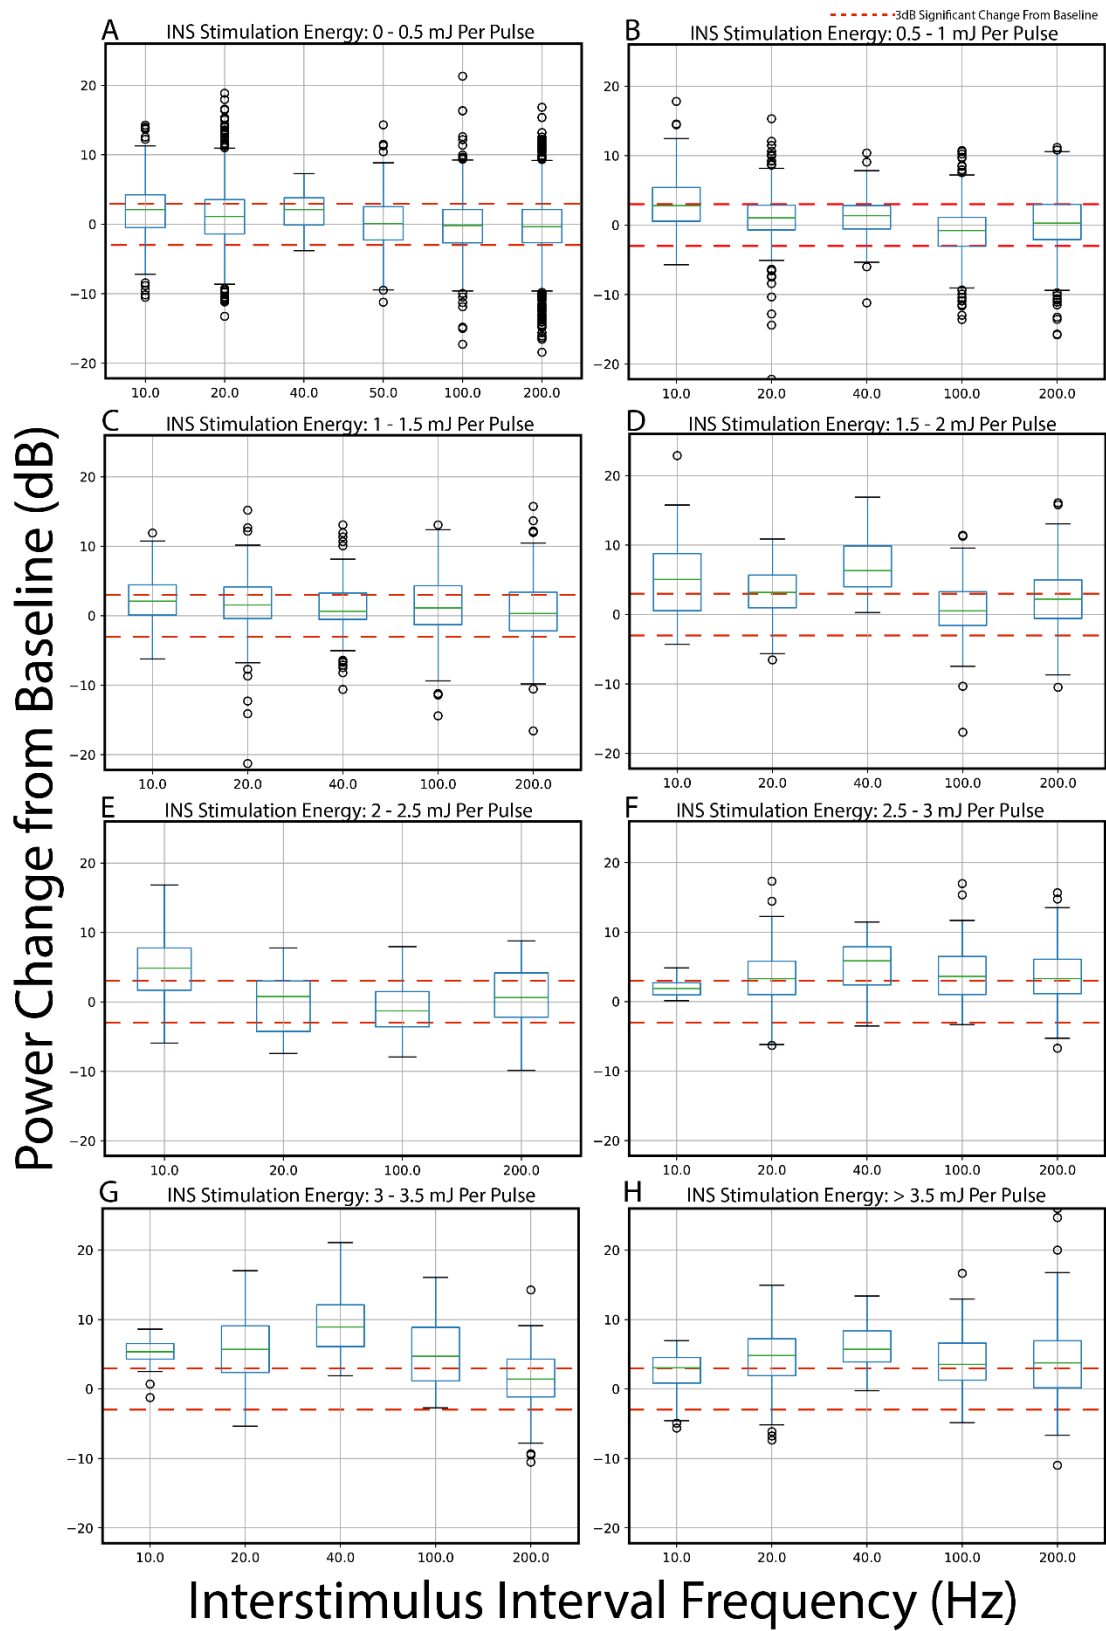 3dB Significant Change From Baseline
A
INS Stimulation Energy: 0 - 0.5 mJ Per Pulse
20
10
0
−10
−20
10.0 20.0 40.0 50.0 100.0 200.0
B
INS Stimulation Energy: 0.5 - 1 mJ Per Pulse
20
10
0
−10
−20
10.0 20.0 40.0 100.0 200.0
C
INS Stimulation Energy: 1 - 1.5 mJ Per Pulse
20
10
0
−10
−20
10.0 20.0 40.0 100.0 200.0
D
INS Stimulation Energy: 1.5 - 2 mJ Per Pulse
20
10
0
−10
−20
10.0 20.0 40.0 100.0 200.0
E
INS Stimulation Energy: 2 - 2.5 mJ Per Pulse
20
10
0
−10
−20
10.0 20.0 100.0 200.0
F
INS Stimulation Energy: 2.5 - 3 mJ Per Pulse
20
10
0
−10
−20
10.0 20.0 40.0 100.0 200.0
G
INS Stimulation Energy: 3 - 3.5 mJ Per Pulse
20
10
0
−10
−20
10.0 20.0 40.0 100.0 200.0
H
INS Stimulation Energy: > 3.5 mJ Per Pulse
20
10
0
−10
−20
10.0 20.0 40.0 100.0 200.0
Power Change from Baseline (dB)
Interstimulus Interval Frequency (Hz)